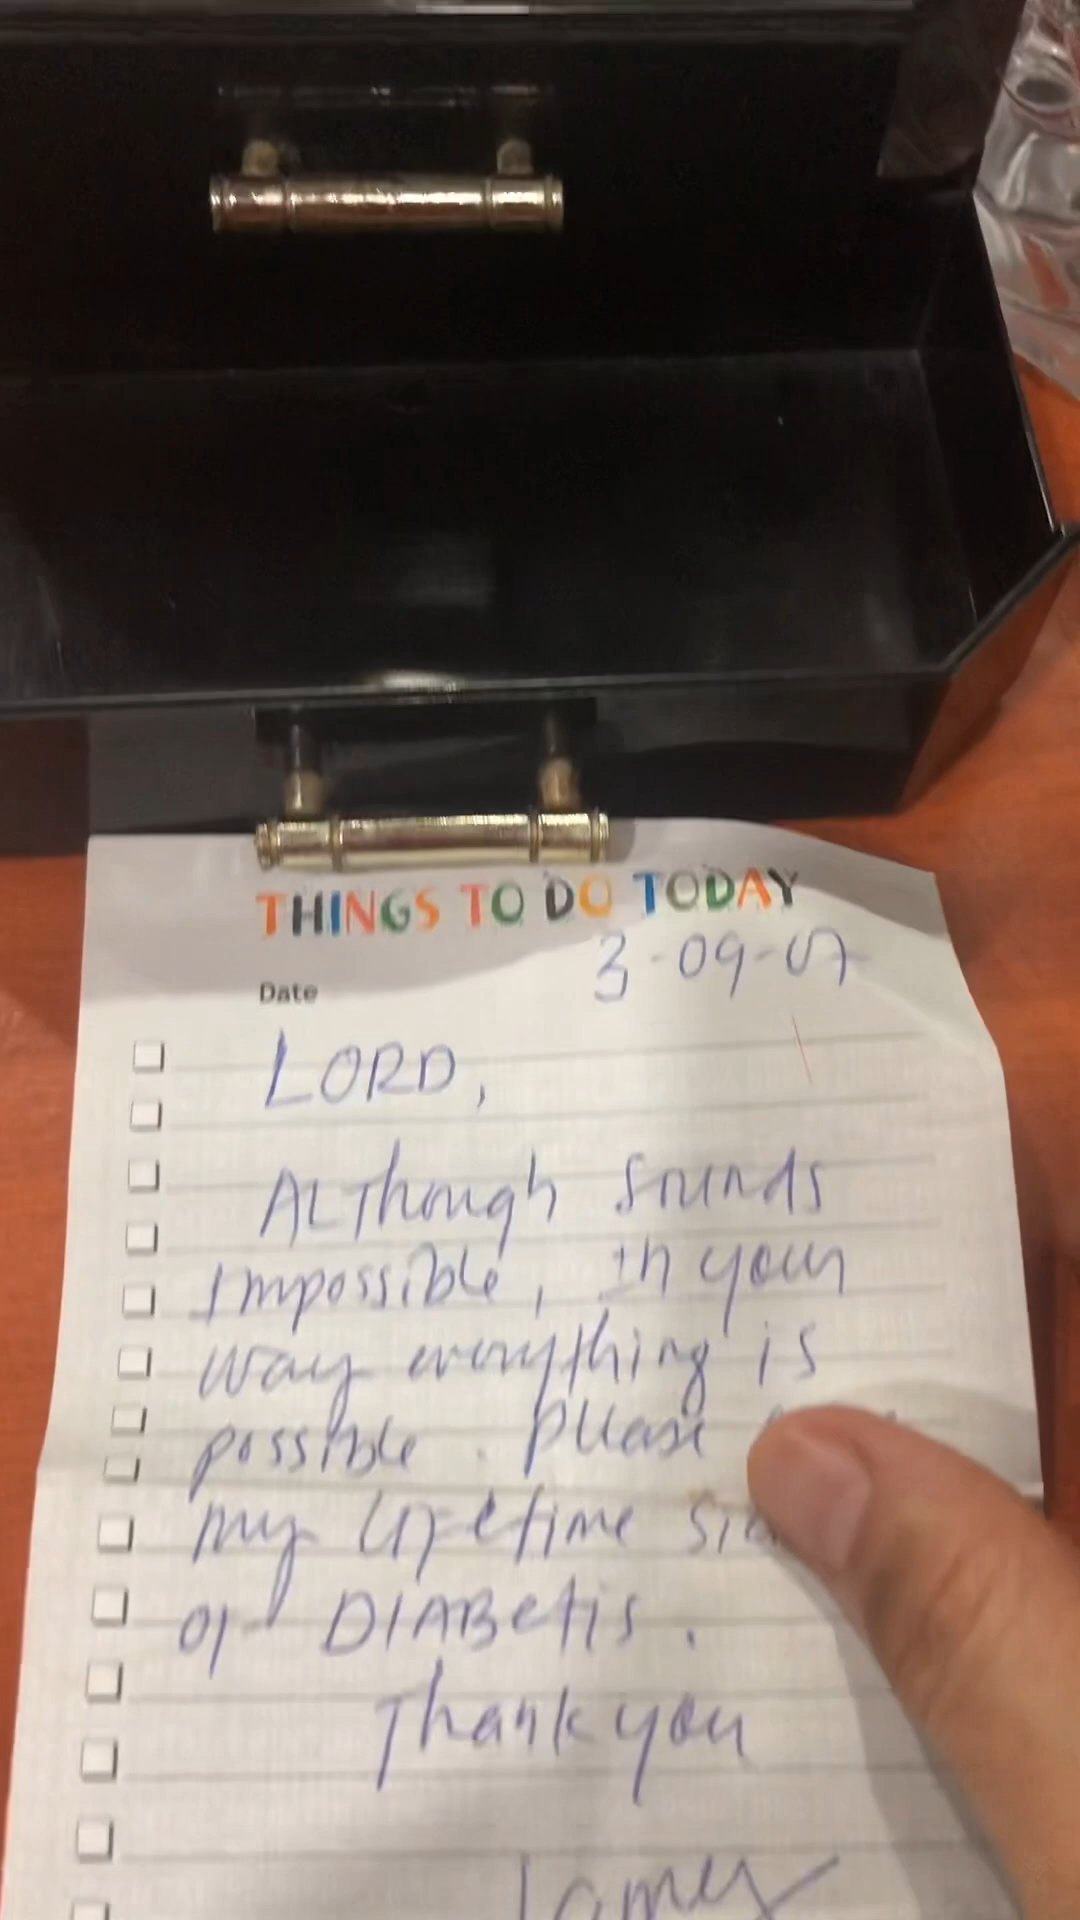 THINGS TO DO TODAY
3-09-07
Date
LORD,
ALThough sounds
Impossible, In your
way everything is
possible. Please
my lifetime
of DIABetis.
Thank you